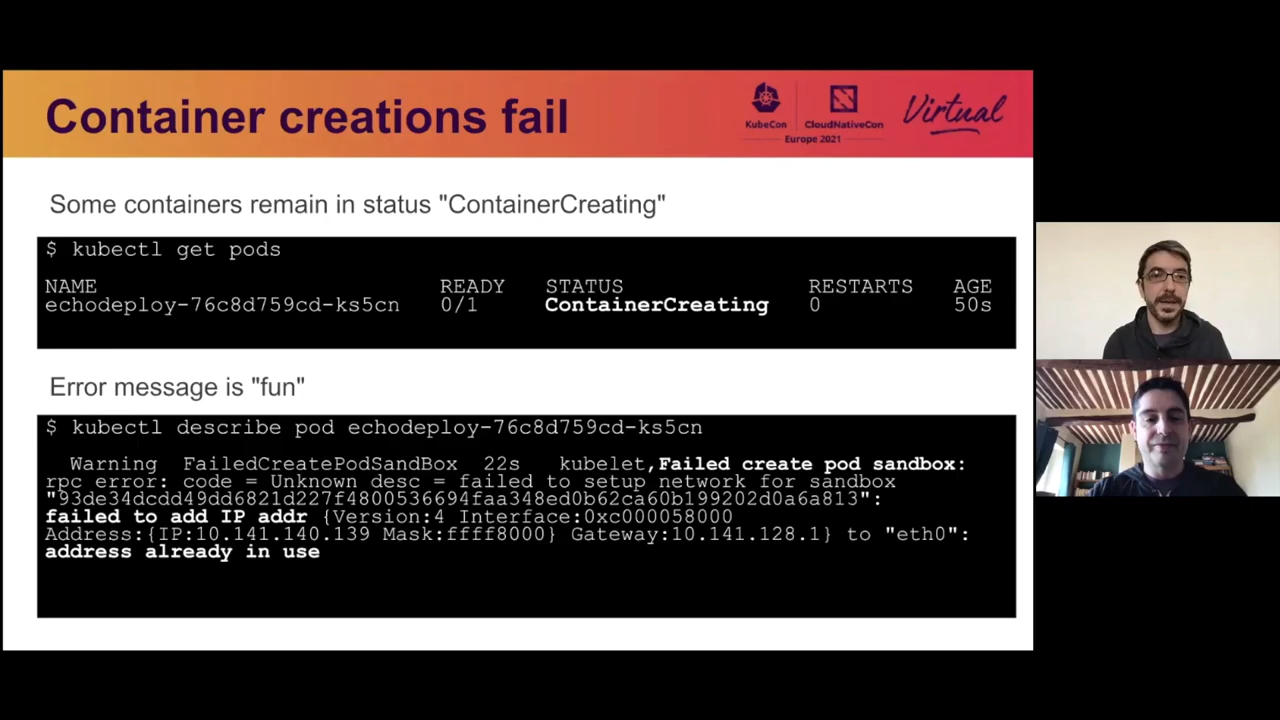 Container creations fail
KubeCon
CloudNativeCon
Europe 2021
Virtual
Some containers remain in status "ContainerCreating"
$ kubectl get pods
NAME READY STATUS RESTARTS AGE
echodeploy-76c8d759cd-ks5cn 0/1 ContainerCreating 0 50s
Error message is "fun"
$ kubectl describe pod echodeploy-76c8d759cd-ks5cn
Warning FailedCreatePodSandBox 22s kubelet,Failed create pod sandbox:
rpc error: code = Unknown desc = failed to setup network for sandbox
"93de34dcdd49dd6821d227f4800536694faa348ed0b62ca60b199202d0a6a813":
failed to add IP addr {Version:4 Interface:0xc000058000
Address:{IP:10.141.140.139 Mask:ffff8000} Gateway:10.141.128.1} to "eth0":
address already in use